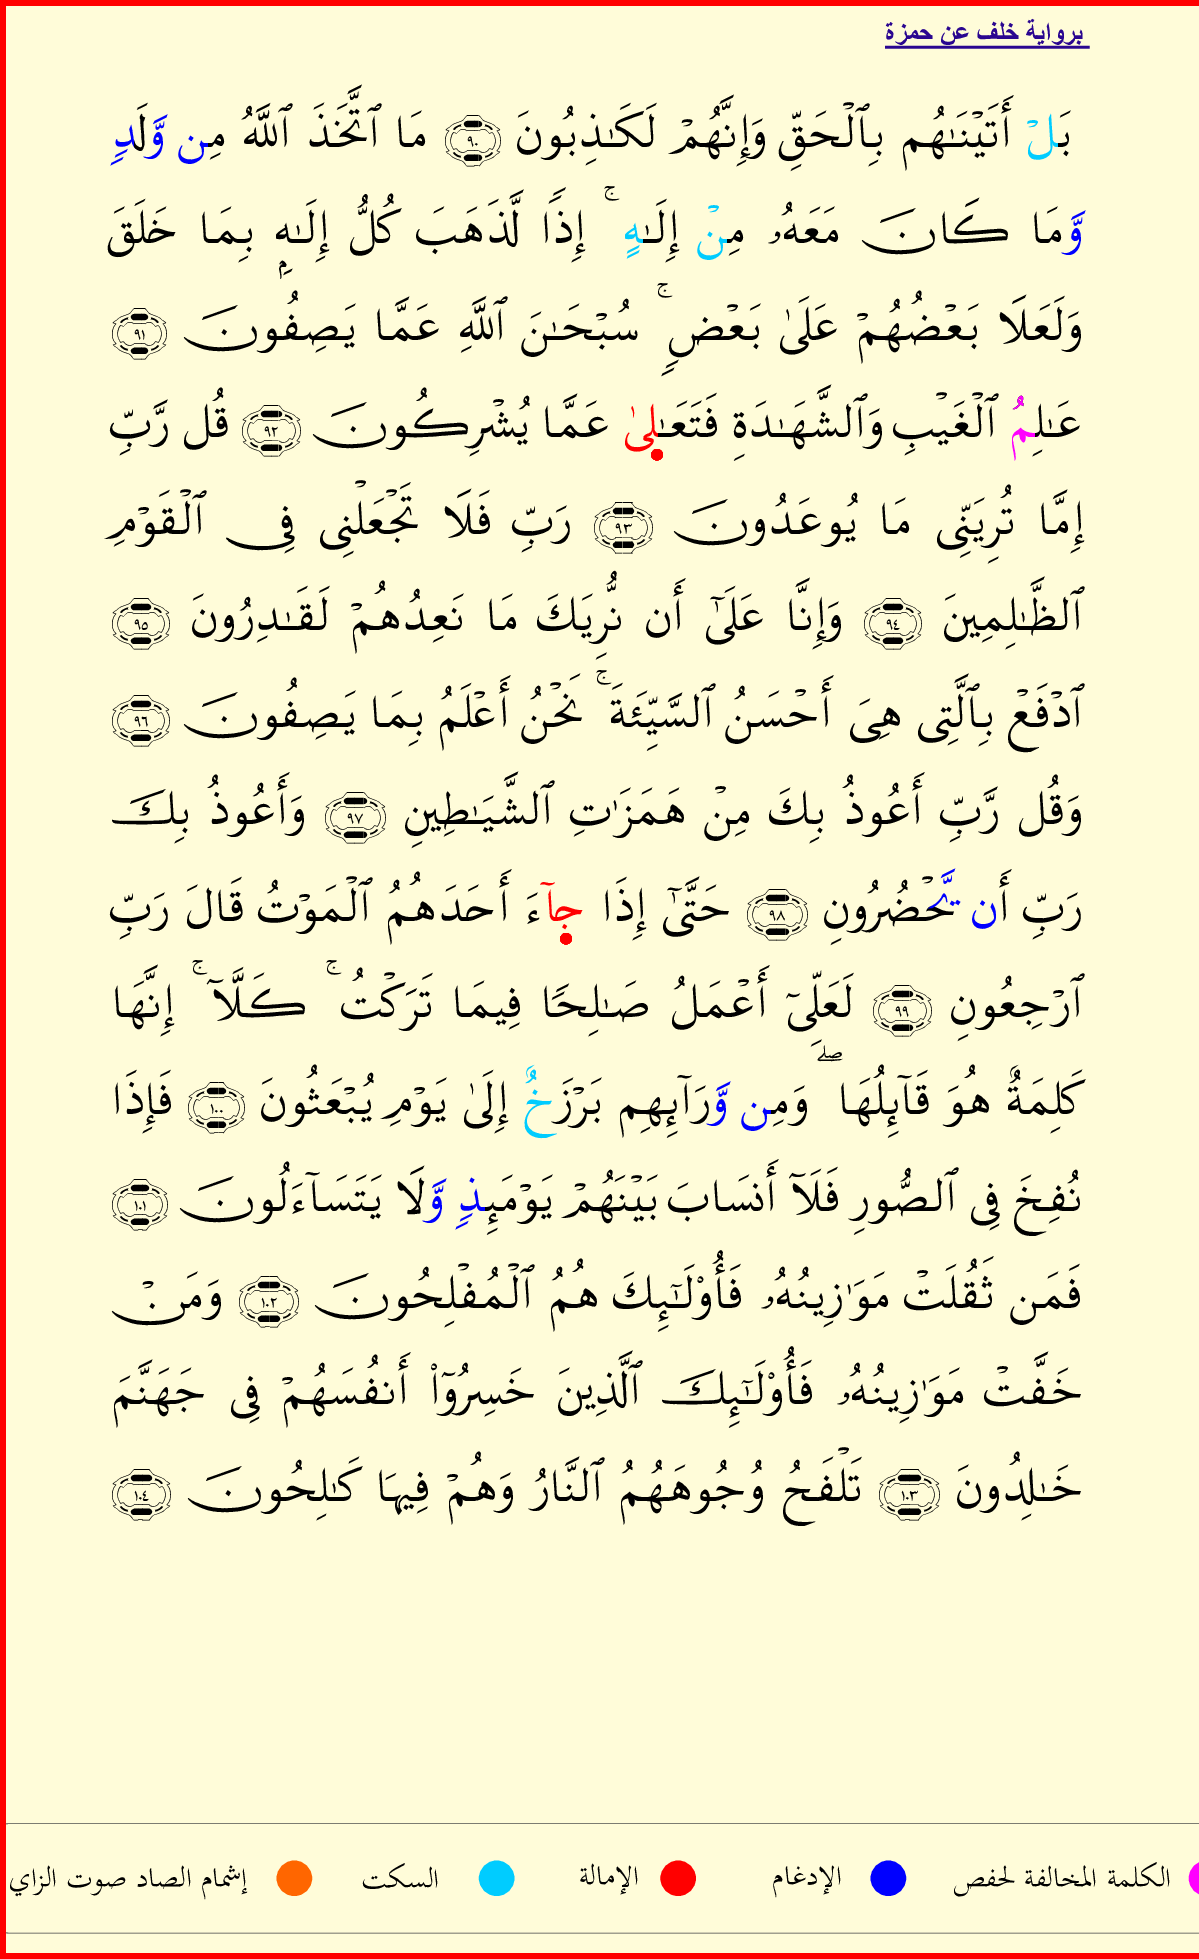 برواية خلف عن حمزة
بَلْ أَتَيْنَـٰهُم بِٱلْحَقِّ وَإِنَّهُمْ لَكَـٰذِبُونَ ٩٠ مَا ٱتَّخَذَ ٱللَّهُ مِن وَّلَدٍ
وَّمَا كَانَ مَعَهُۥ مِنْ إِلَـٰهٍ ۚ إِذًا لَّذَهَبَ كُلُّ إِلَـٰهٍۭ بِمَا خَلَقَ
وَلَعَلَا بَعْضُهُمْ عَلَىٰ بَعْضٍ ۚ سُبْحَـٰنَ ٱللَّهِ عَمَّا يَصِفُونَ ٩١
عَـٰلِمُ ٱلْغَيْبِ وَٱلشَّهَـٰدَةِ فَتَعَـٰلىٰ عَمَّا يُشْرِكُونَ ٩٢ قُل رَّبِّ
إِمَّا تُرِيَنِّى مَا يُوعَدُونَ ٩٣ رَبِّ فَلَا تَجْعَلْنِى فِى ٱلْقَوْمِ
ٱلظَّـٰلِمِينَ ٩٤ وَإِنَّا عَلَىٰٓ أَن نُّرِيَكَ مَا نَعِدُهُمْ لَقَـٰدِرُونَ ٩٥
ٱدْفَعْ بِٱلَّتِى هِىَ أَحْسَنُ ٱلسَّيِّئَةَ ۚ نَحْنُ أَعْلَمُ بِمَا يَصِفُونَ ٩٦
وَقُل رَّبِّ أَعُوذُ بِكَ مِنْ هَمَزَٰتِ ٱلشَّيَـٰطِينِ ٩٧ وَأَعُوذُ بِكَ
رَبِّ أَن يَّحْضُرُونِ ٩٨ حَتَّىٰٓ إِذَا جَآءَ أَحَدَهُمُ ٱلْمَوْتُ قَالَ رَبِّ
ٱرْجِعُونِ ٩٩ لَعَلِّىٓ أَعْمَلُ صَـٰلِحًا فِيمَا تَرَكْتُ ۚ كَلَّآ ۚ إِنَّهَا
كَلِمَةٌ هُوَ قَآئِلُهَا ۖ وَمِن وَّرَآئِهِم بَرْزَخٌ إِلَىٰ يَوْمِ يُبْعَثُونَ ١٠٠ فَإِذَا
نُفِخَ فِى ٱلصُّورِ فَلَآ أَنسَابَ بَيْنَهُمْ يَوْمَئِذٍ وَّلَا يَتَسَآءَلُونَ ١٠١
فَمَن ثَقُلَتْ مَوَٰزِينُهُۥ فَأُوْلَـٰٓئِكَ هُمُ ٱلْمُفْلِحُونَ ١٠٢ وَمَنْ
خَفَّتْ مَوَٰزِينُهُۥ فَأُوْلَـٰٓئِكَ ٱلَّذِينَ خَسِرُوٓاْ أَنفُسَهُمْ فِى جَهَنَّمَ
خَـٰلِدُونَ ١٠٣ تَلْفَحُ وُجُوهَهُمُ ٱلنَّارُ وَهُمْ فِيهَا كَـٰلِحُونَ ١٠٤
الكلمة المخالفة لحفص الإدغام الإمالة السكت إشمام الصاد صوت الزاي